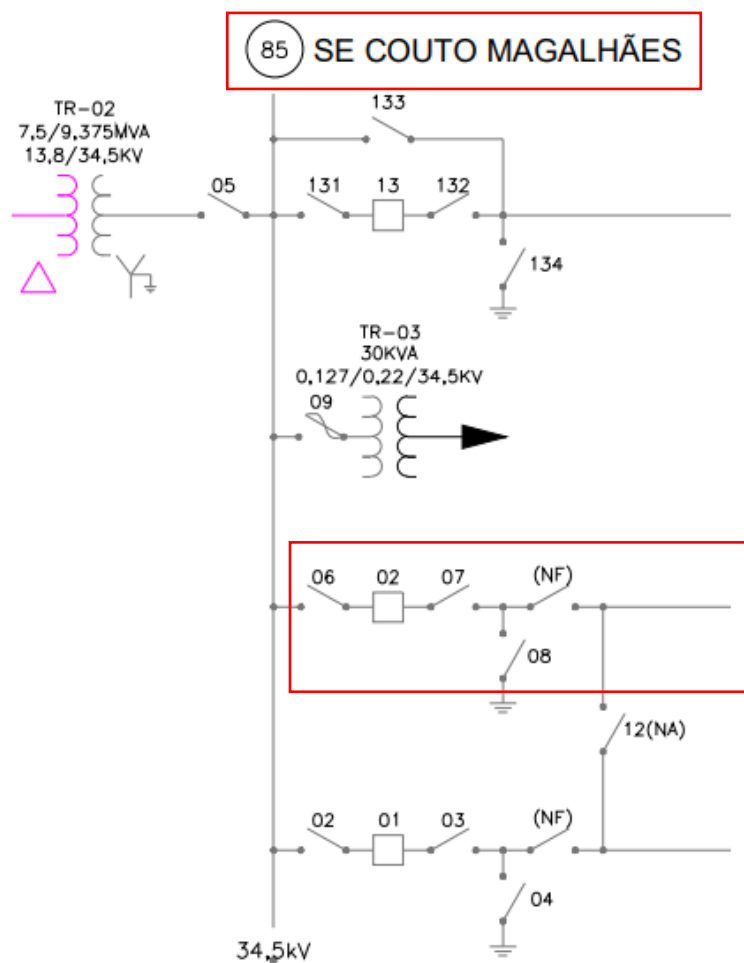 85 SE COUTO MAGALHÃES
TR-02
7,5/9,375MVA
13,8/34,5KV
05
133
131 13 132
134
TR-03
30KVA
0,127/0,22/34,5KV
09
06 02 07 (NF)
08
12(NA)
02 01 03 (NF)
04
34,5kV